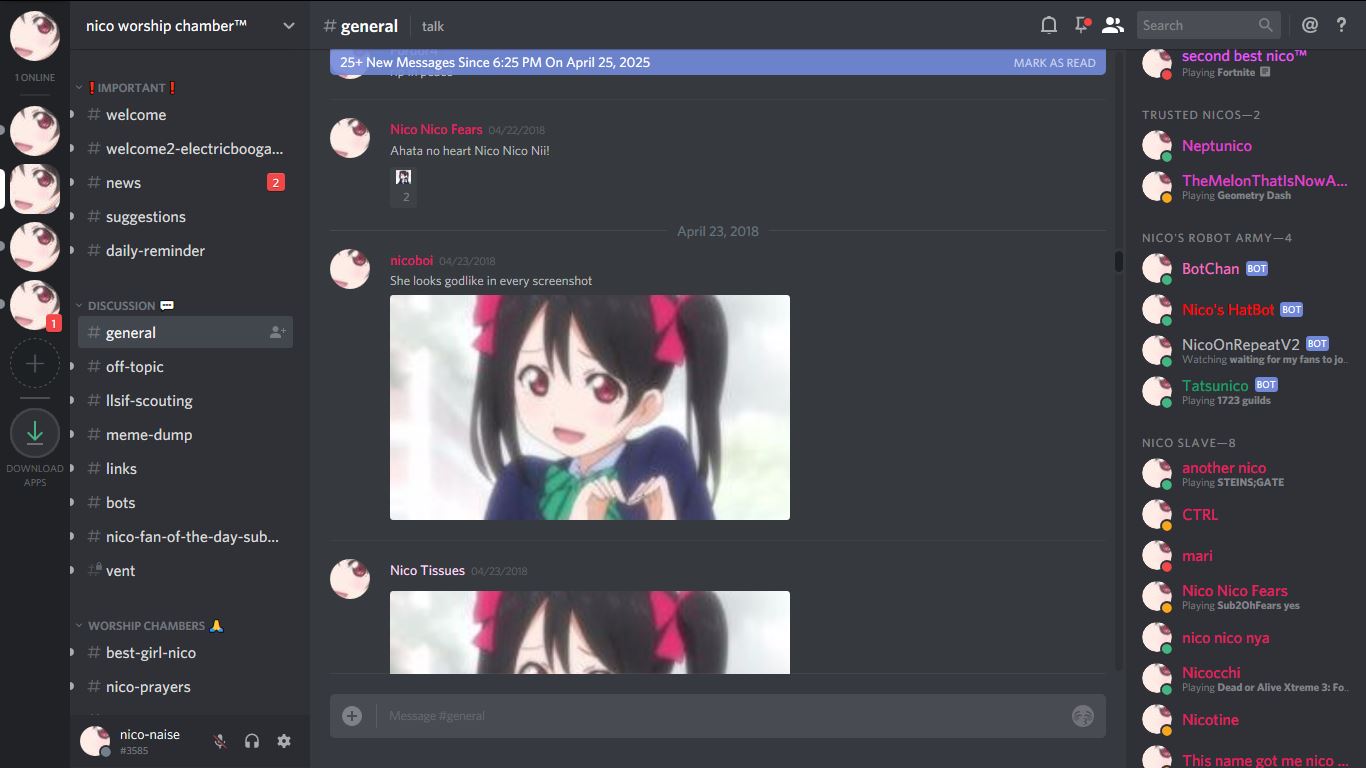 1 ONLINE
1
DOWNLOAD
APPS
nico worship chamber™
❗IMPORTANT❗
# welcome
# welcome2-electricbooga...
# news
2
# suggestions
# daily-reminder
DISCUSSION 💬
# general
# off-topic
# llsif-scouting
# meme-dump
# links
# bots
# nico-fan-of-the-day-sub...
# vent
WORSHIP CHAMBERS 🙏
# best-girl-nico
# nico-prayers
nico-naise
#3585
# general
talk
Search
@ ?
25+ New Messages Since 6:25 PM On April 25, 2025
MARK AS READ
Nico Nico Fears 04/22/2018
Ahata no heart Nico Nico Nii!
2
April 23, 2018
nicoboi 04/23/2018
She looks godlike in every screenshot
Nico Tissues 04/23/2018
Message #general
second best nico™
Playing Fortnite
TRUSTED NICOS—2
Neptunico
TheMelonThatIsNowA...
Playing Geometry Dash
NICO'S ROBOT ARMY—4
BotChan BOT
Nico's HatBot BOT
NicoOnRepeatV2 BOT
Watching waiting for my fans to jo...
Tatsunico BOT
Playing 1723 guilds
NICO SLAVE—8
another nico
Playing STEINS;GATE
CTRL
mari
Nico Nico Fears
Playing Sub2OhFears yes
nico nico nya
Nicocchi
Playing Dead or Alive Xtreme 3: Fo...
Nicotine
This name got me nico ...